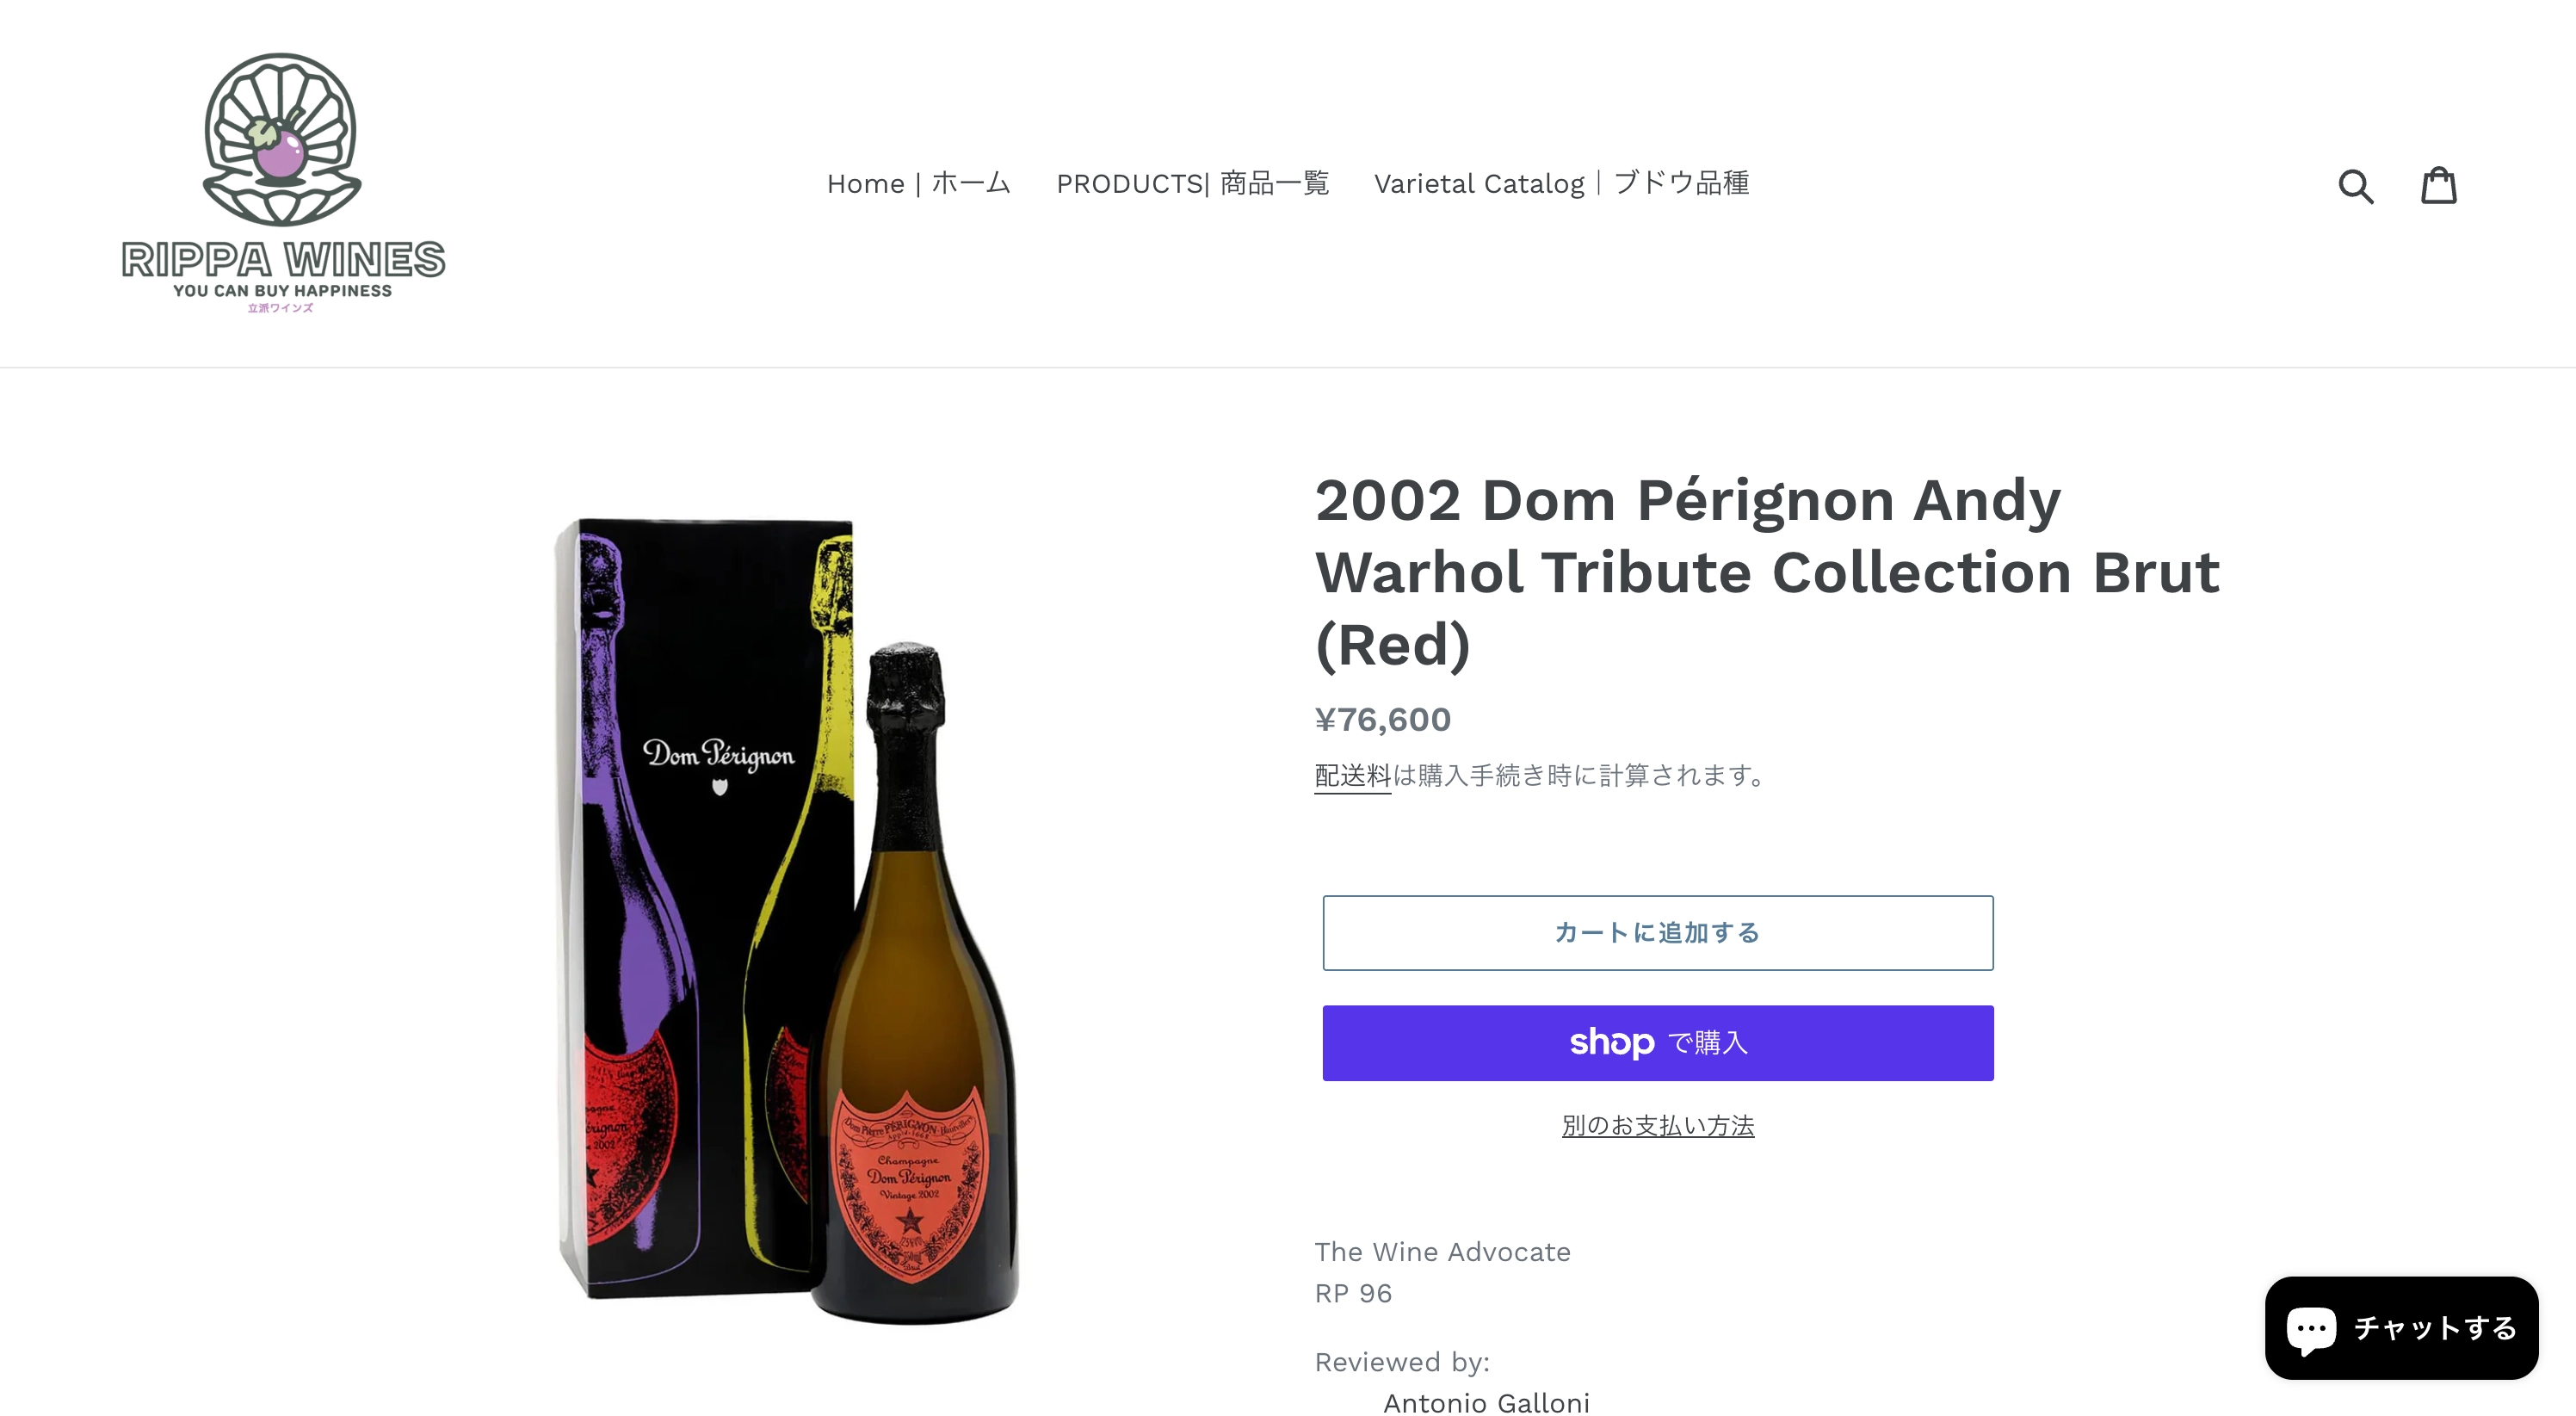 RIPPA WINES
YOU CAN BUY HAPPINESS
立派ワインズ
Home | ホーム
PRODUCTS| 商品一覧
Varietal Catalog｜ブドウ品種
2002 Dom Pérignon Andy
Warhol Tribute Collection Brut
(Red)
¥76,600
配送料は購入手続き時に計算されます。
カートに追加する
shop で購入
別のお支払い方法
The Wine Advocate
RP 96
Reviewed by:
Antonio Galloni
チャットする
Dom Pérignon
Dom Pierre PÉRIGNON
Champagne
Dom Pérignon
Vintage 2002
érignon
2002